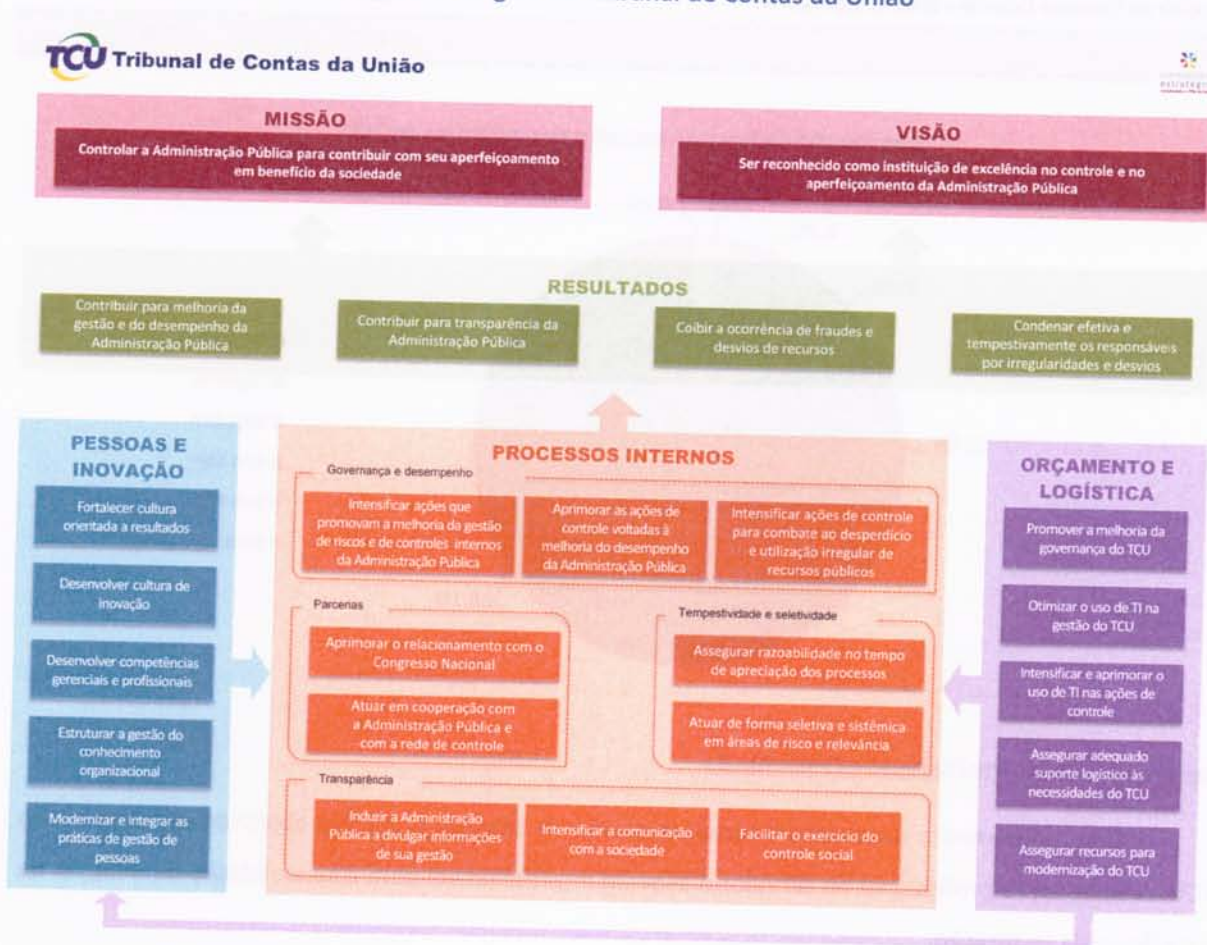 Tribunal de Contas da União
TCU Tribunal de Contas da União
MISSÃO
Controlar a Administração Pública para contribuir com seu aperfeiçoamento
em benefício da sociedade
VISÃO
Ser reconhecido como instituição de excelência no controle e no
aperfeiçoamento da Administração Pública
RESULTADOS
Contribuir para melhoria da
gestão e do desempenho da
Administração Pública
Contribuir para transparência da
Administração Pública
Coibir a ocorrência de fraudes e
desvios de recursos
Condenar efetiva e
tempestivamente os responsáveis
por irregularidades e desvios
PESSOAS E
INOVAÇÃO
Fortalecer cultura
orientada a resultados
Desenvolver cultura de
inovação
Desenvolver competências
gerenciais e profissionais
Estruturar a gestão do
conhecimento
organizacional
Modernizar e integrar as
práticas de gestão de
pessoas
PROCESSOS INTERNOS
Governança e desempenho
Intensificar ações que
promovam a melhoria da gestão
de riscos e de controles internos
da Administração Pública
Aprimorar as ações de
controle voltadas à
melhoria do desempenho
da Administração Pública
Intensificar ações de controle
para combate ao desperdício
e utilização irregular de
recursos públicos
Parcerias
Aprimorar o relacionamento com o
Congresso Nacional
Atuar em cooperação com
a Administração Pública e
com a rede de controle
Tempestividade e seletividade
Assegurar razoabilidade no tempo
de apreciação dos processos
Atuar de forma seletiva e sistêmica
em áreas de risco e relevância
Transparência
Induzir a Administração
Pública a divulgar informações
de sua gestão
Intensificar a comunicação
com a sociedade
Facilitar o exercício do
controle social
ORÇAMENTO E
LOGÍSTICA
Promover a melhoria da
governança do TCU
Otimizar o uso de TI na
gestão do TCU
Intensificar e aprimorar o
uso de TI nas ações de
controle
Assegurar adequado
suporte logístico às
necessidades do TCU
Assegurar recursos para
modernização do TCU